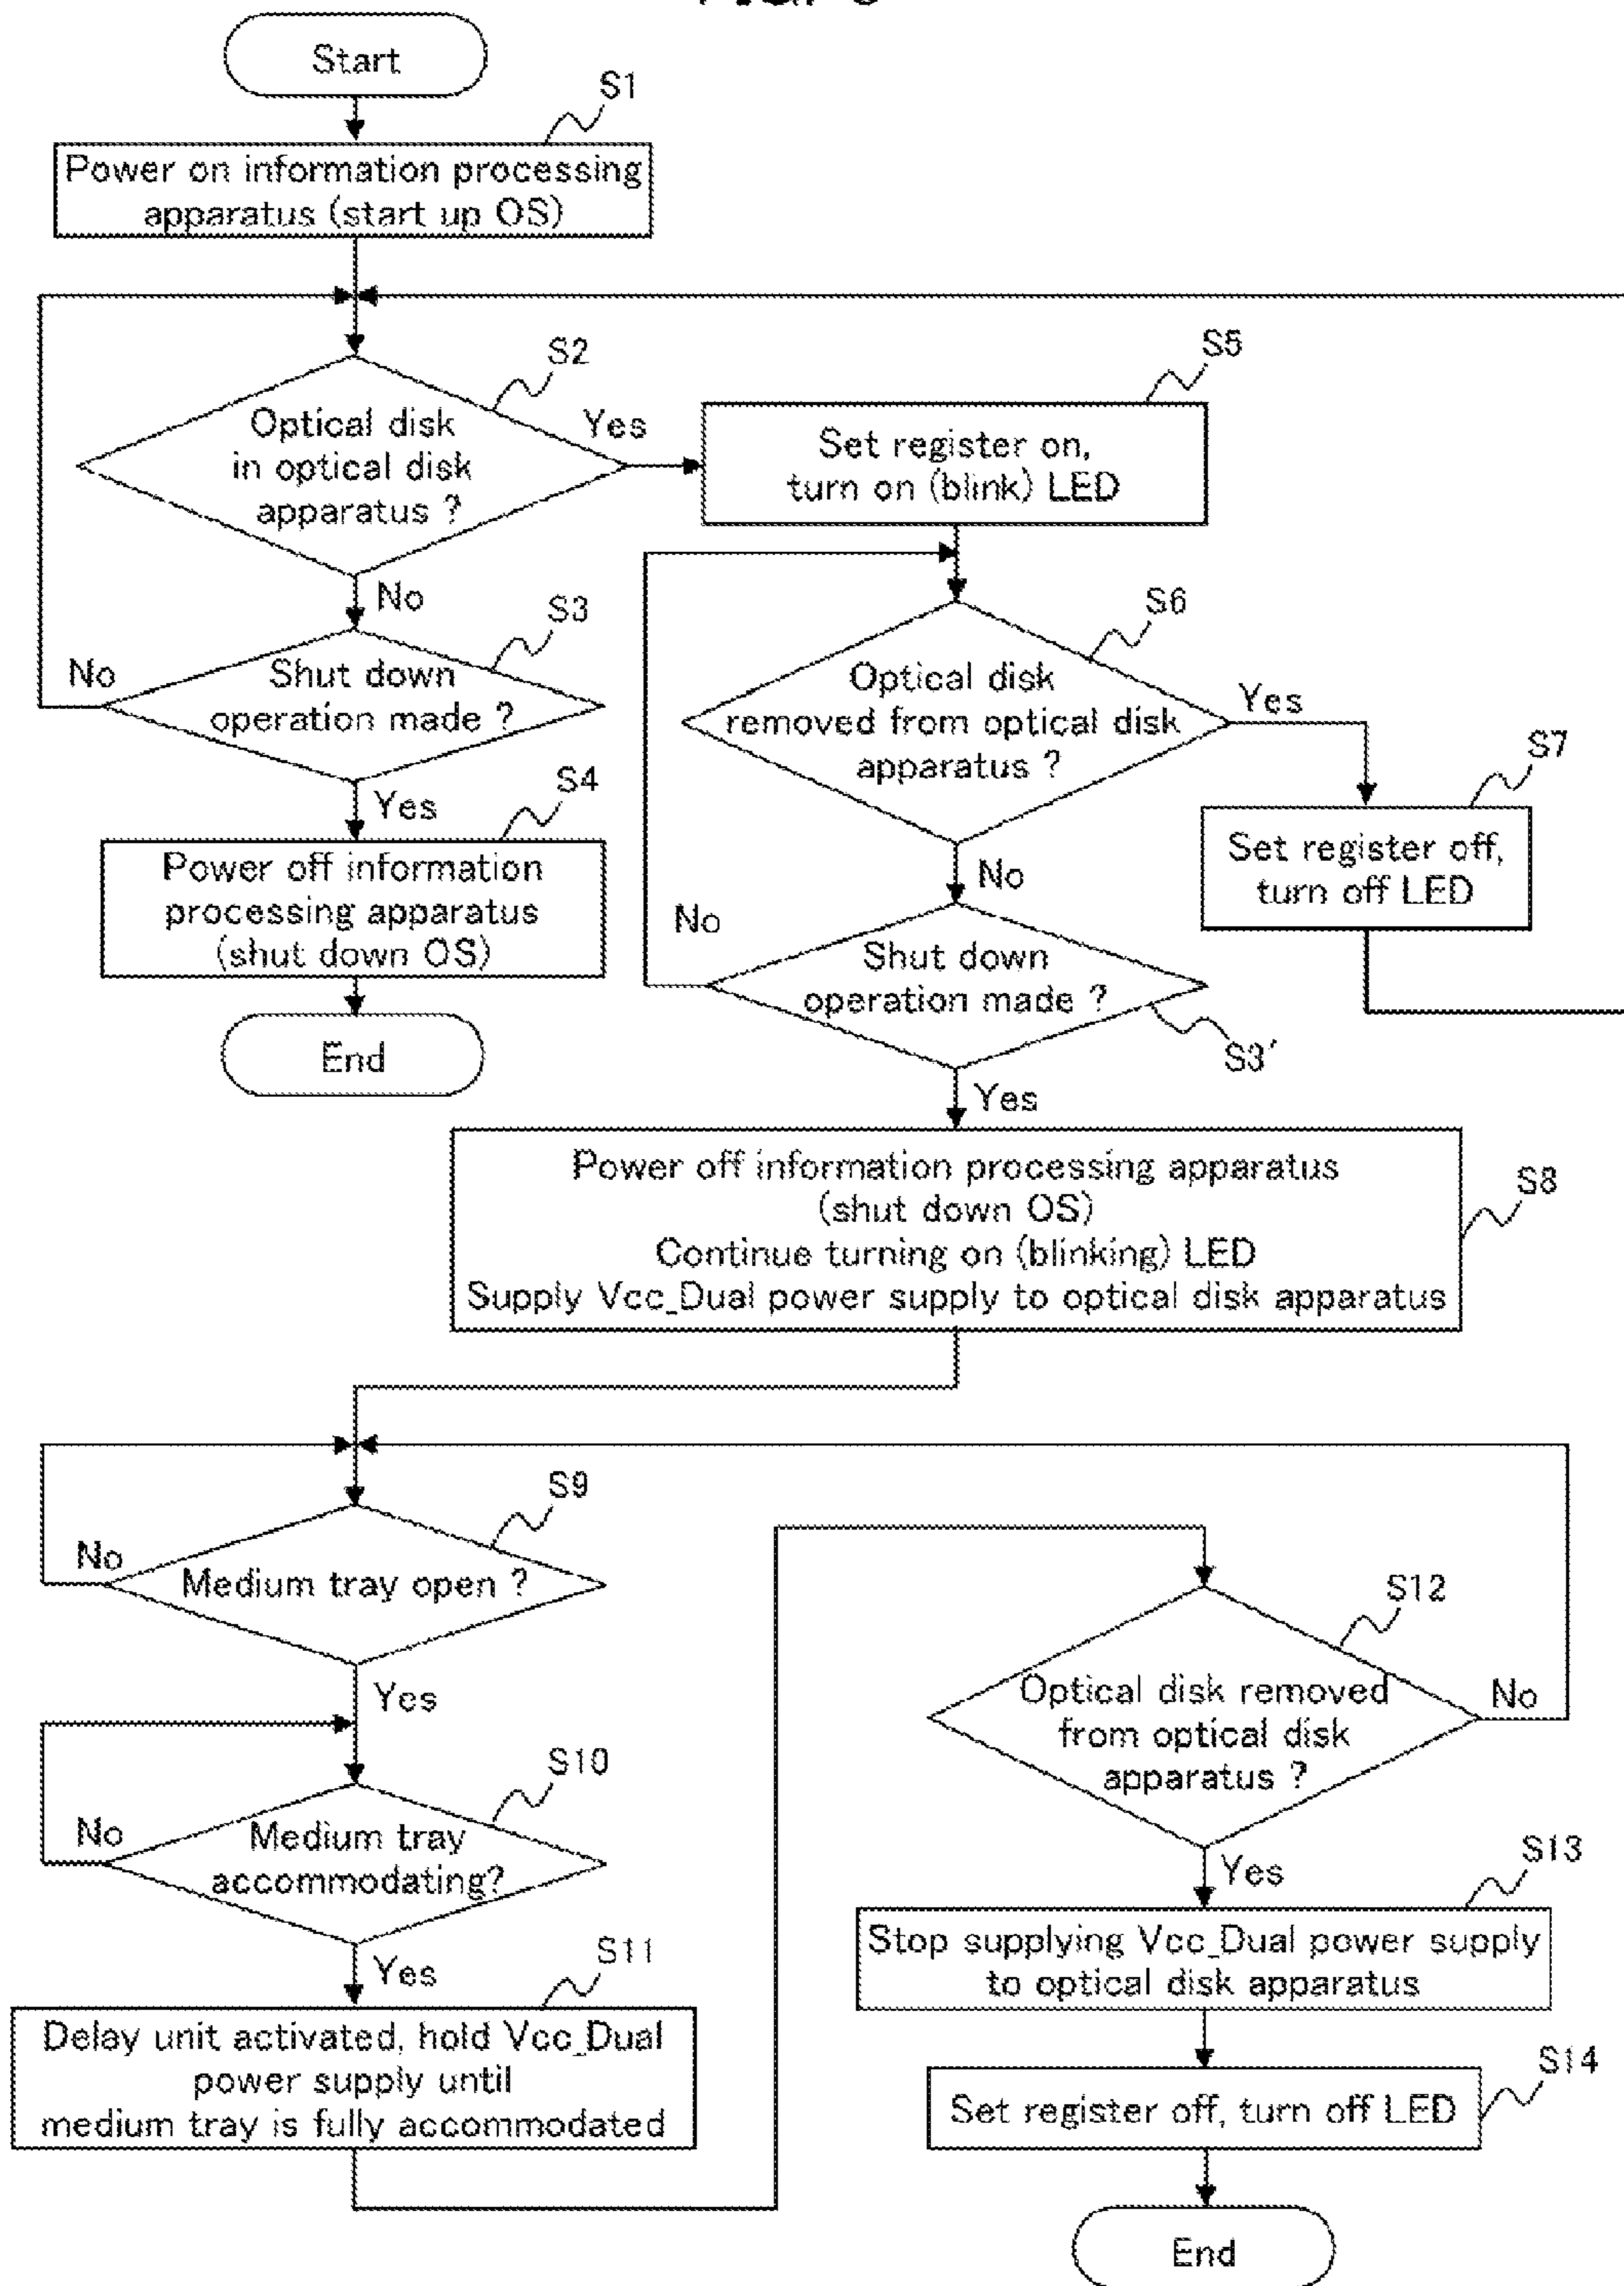 Start
S1
Power on information processing
apparatus (start up OS)
S2
Optical disk
in optical disk
apparatus ?
Yes
No
S5
Set register on,
turn on (blink) LED
S3
Shut down
operation made ?
No
Yes
S4
Power off information
processing apparatus
(shut down OS)
End
S6
Optical disk
removed from optical disk
apparatus ?
Yes
No
S7
Set register off,
turn off LED
Shut down
operation made ?
No
S3'
Yes
Power off information processing apparatus
(shut down OS)
Continue turning on (blinking) LED
Supply Vcc_Dual power supply to optical disk apparatus
S8
S9
Medium tray open ?
No
Yes
S10
Medium tray
accommodating?
No
Yes
S11
Delay unit activated, hold Vcc_Dual
power supply until
medium tray is fully accommodated
S12
Optical disk removed
from optical disk
apparatus ?
No
Yes
S13
Stop supplying Vcc_Dual power supply
to optical disk apparatus
S14
Set register off, turn off LED
End